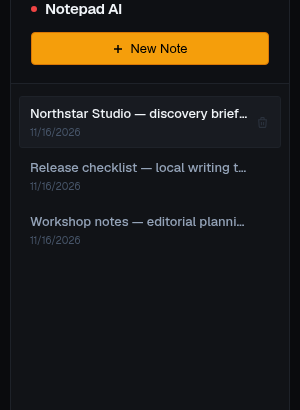 Notepad AI
+ New Note
Northstar Studio — discovery brief...
11/16/2026
Release checklist — local writing t...
11/16/2026
Workshop notes — editorial planni...
11/16/2026